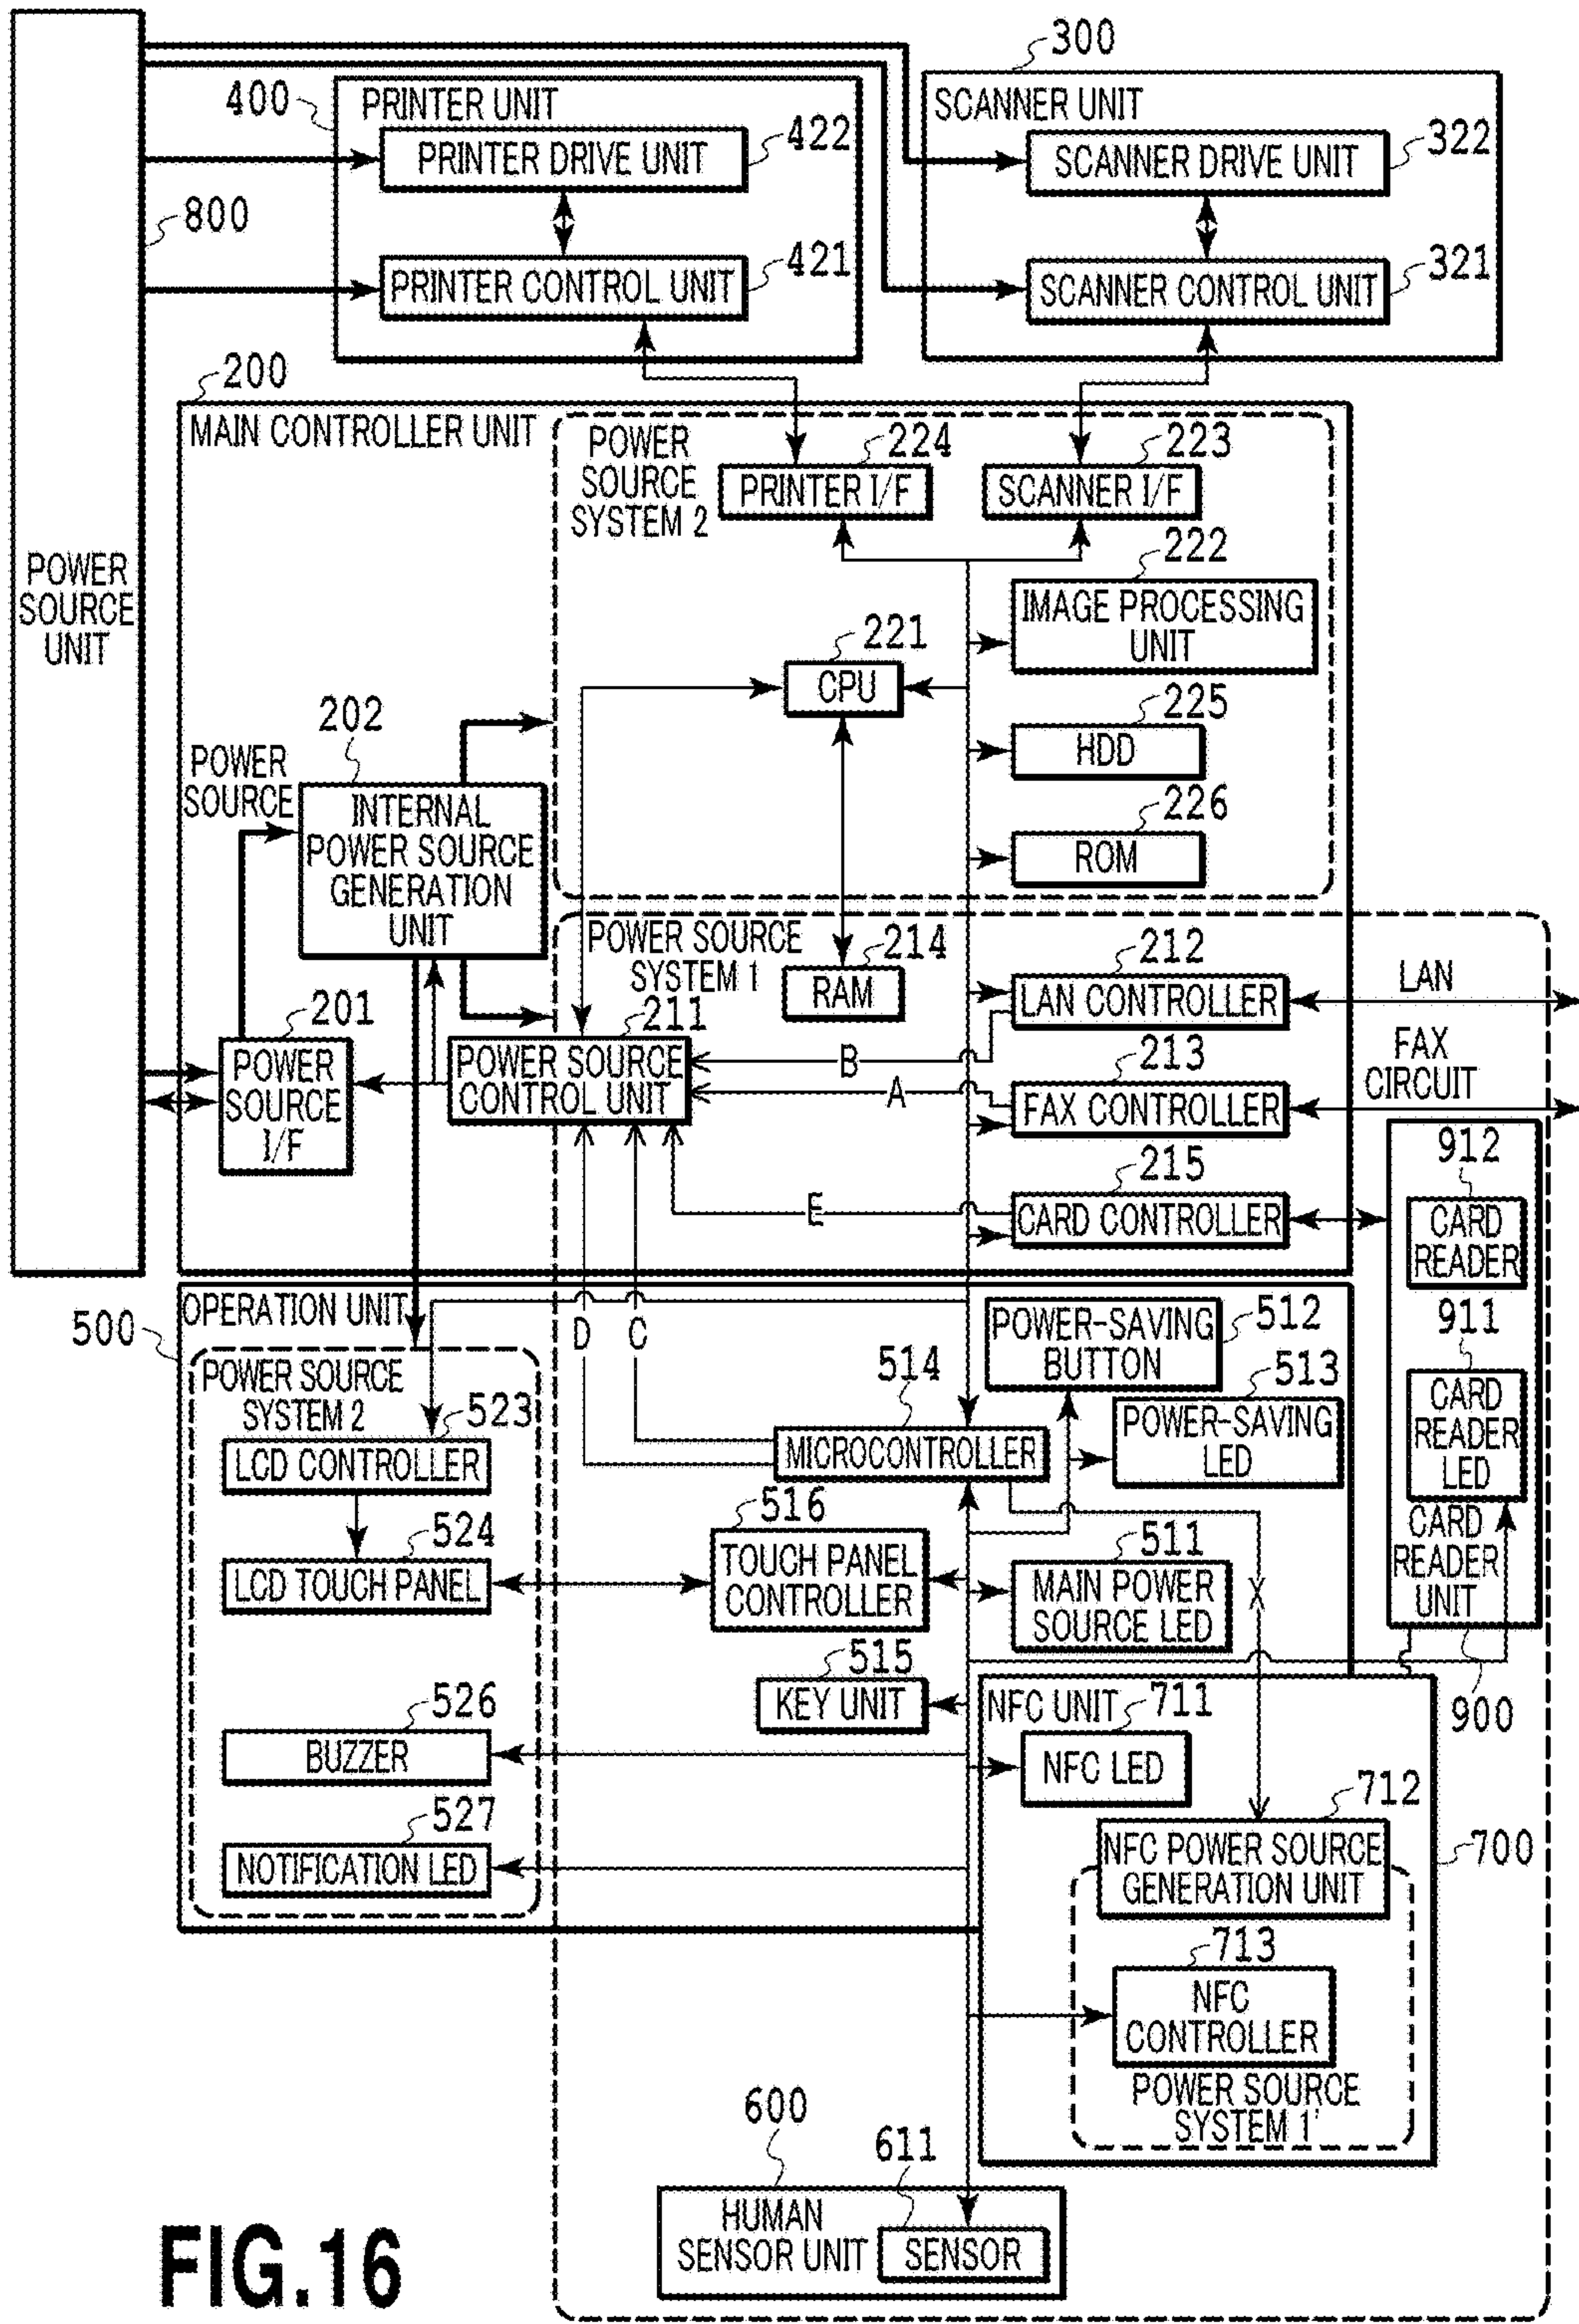 300
400
PRINTER UNIT
SCANNER UNIT
422
PRINTER DRIVE UNIT
322
SCANNER DRIVE UNIT
800
421
PRINTER CONTROL UNIT
321
SCANNER CONTROL UNIT
200
MAIN CONTROLLER UNIT
POWER
SOURCE
SYSTEM 2
224
PRINTER I/F
223
SCANNER I/F
POWER
SOURCE
UNIT
222
IMAGE PROCESSING
UNIT
221
CPU
202
225
HDD
POWER
SOURCE
INTERNAL
POWER SOURCE
GENERATION
UNIT
226
ROM
POWER SOURCE
SYSTEM 1
214
RAM
212
LAN CONTROLLER
LAN
201
POWER
SOURCE
I/F
211
POWER SOURCE
CONTROL UNIT
B
A
213
FAX CONTROLLER
FAX
CIRCUIT
E
215
CARD CONTROLLER
912
CARD
READER
500
OPERATION UNIT
D
C
POWER-SAVING
BUTTON
512
911
CARD
READER
LED
POWER SOURCE
SYSTEM 2
523
LCD CONTROLLER
514
MICROCONTROLLER
513
POWER-SAVING
LED
CARD
READER
UNIT
524
LCD TOUCH PANEL
516
TOUCH PANEL
CONTROLLER
511
MAIN POWER
SOURCE LED
X
515
KEY UNIT
900
526
BUZZER
NFC UNIT
711
NFC LED
527
NOTIFICATION LED
712
NFC POWER SOURCE
GENERATION UNIT
700
713
NFC
CONTROLLER
POWER SOURCE
SYSTEM 1'
600
611
HUMAN
SENSOR UNIT
SENSOR
FIG.16